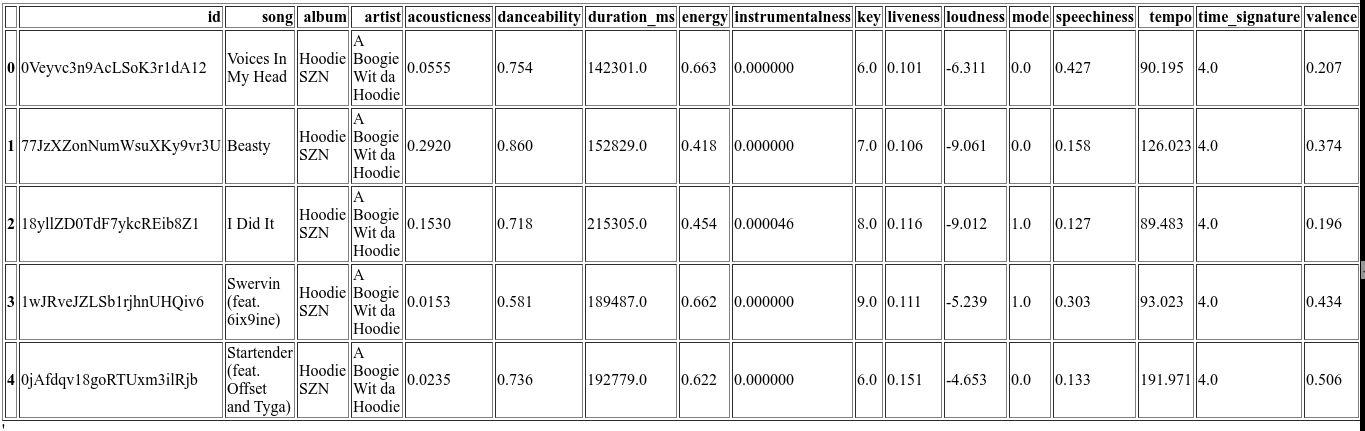 id song album artist acousticness danceability duration_ms energy instrumentalness key liveness loudness mode speechiness tempo time_signature valence
0 0Veyvc3n9AcLSoK3r1dA12 Voices In My Head Hoodie SZN A Boogie Wit da Hoodie 0.0555 0.754 142301.0 0.663 0.000000 6.0 0.101 -6.311 0.0 0.427 90.195 4.0 0.207
1 77JzXZonNumWsuXKy9vr3U Beasty Hoodie SZN A Boogie Wit da Hoodie 0.2920 0.860 152829.0 0.418 0.000000 7.0 0.106 -9.061 0.0 0.158 126.023 4.0 0.374
2 18yllZD0TdF7ykcREib8Z1 I Did It Hoodie SZN A Boogie Wit da Hoodie 0.1530 0.718 215305.0 0.454 0.000046 8.0 0.116 -9.012 1.0 0.127 89.483 4.0 0.196
3 1wJRveJZLSb1rjhnUHQiv6 Swervin (feat. 6ix9ine) Hoodie SZN A Boogie Wit da Hoodie 0.0153 0.581 189487.0 0.662 0.000000 9.0 0.111 -5.239 1.0 0.303 93.023 4.0 0.434
4 0jAfdqv18goRTUxm3ilRjb Startender (feat. Offset and Tyga) Hoodie SZN A Boogie Wit da Hoodie 0.0235 0.736 192779.0 0.622 0.000000 6.0 0.151 -4.653 0.0 0.133 191.971 4.0 0.506
'